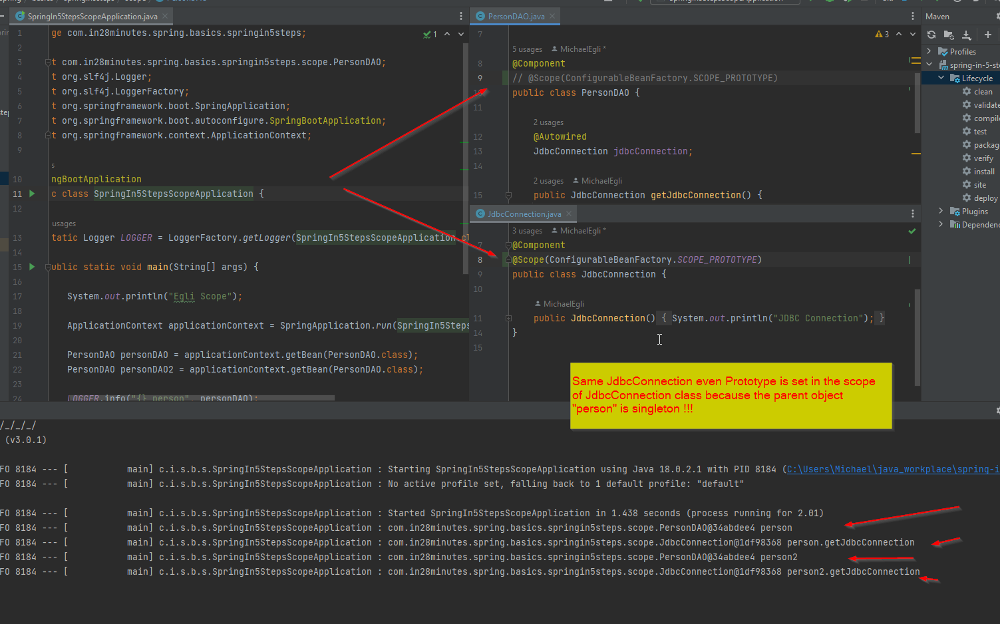 SpringIn5StepsScopeApplication.java
1 ge com.in28minutes.spring.basics.springin5steps;
1
2
3 t com.in28minutes.spring.basics.springin5steps.scope.PersonDAO;
4 t org.slf4j.Logger;
5 t org.slf4j.LoggerFactory;
6 t org.springframework.boot.SpringApplication;
7 t org.springframework.boot.autoconfigure.SpringBootApplication;
8 t org.springframework.context.ApplicationContext;
9
s
10 ngBootApplication
11 c class SpringIn5StepsScopeApplication {
12
usages
13 tatic Logger LOGGER = LoggerFactory.getLogger(SpringIn5StepsScopeApplication.cl
14
15 ublic static void main(String[] args) {
16
17 System.out.println("Egli Scope");
18
19 ApplicationContext applicationContext = SpringApplication.run(SpringIn5Steps
20
21 PersonDAO personDAO = applicationContext.getBean(PersonDAO.class);
22 PersonDAO personDAO2 = applicationContext.getBean(PersonDAO.class);
23
24 LOGGER.info("{} person", personDAO);
PersonDAO.java
7
3
5 usages MichaelEgli *
8 @Component
9 // @Scope(ConfigurableBeanFactory.SCOPE_PROTOTYPE)
10 public class PersonDAO {
11
2 usages
12 @Autowired
13 JdbcConnection jdbcConnection;
14
2 usages MichaelEgli
15 public JdbcConnection getJdbcConnection() {
JdbcConnection.java
3 usages MichaelEgli *
7 @Component
8 @Scope(ConfigurableBeanFactory.SCOPE_PROTOTYPE)
9 public class JdbcConnection {
10
MichaelEgli
11 public JdbcConnection() { System.out.println("JDBC Connection"); }
14 }
15
Same JdbcConnection even Prototype is set in the scope
of JdbcConnection class because the parent object
"person" is singleton !!!
Maven
Profiles
spring-in-5-st
Lifecycle
clean
validate
compile
test
packag
verify
install
site
deploy
Plugins
Dependenc
/_/_/_/
(v3.0.1)
FO 8184 --- [ main] c.i.s.b.s.SpringIn5StepsScopeApplication : Starting SpringIn5StepsScopeApplication using Java 18.0.2.1 with PID 8184 (C:\Users\Michael\java_workplace\spring-i
FO 8184 --- [ main] c.i.s.b.s.SpringIn5StepsScopeApplication : No active profile set, falling back to 1 default profile: "default"
FO 8184 --- [ main] c.i.s.b.s.SpringIn5StepsScopeApplication : Started SpringIn5StepsScopeApplication in 1.438 seconds (process running for 2.01)
FO 8184 --- [ main] c.i.s.b.s.SpringIn5StepsScopeApplication : com.in28minutes.spring.basics.springin5steps.scope.PersonDAO@34abdee4 person
FO 8184 --- [ main] c.i.s.b.s.SpringIn5StepsScopeApplication : com.in28minutes.spring.basics.springin5steps.scope.JdbcConnection@1df98368 person.getJdbcConnection
FO 8184 --- [ main] c.i.s.b.s.SpringIn5StepsScopeApplication : com.in28minutes.spring.basics.springin5steps.scope.PersonDAO@34abdee4 person2
FO 8184 --- [ main] c.i.s.b.s.SpringIn5StepsScopeApplication : com.in28minutes.spring.basics.springin5steps.scope.JdbcConnection@1df98368 person2.getJdbcConnection